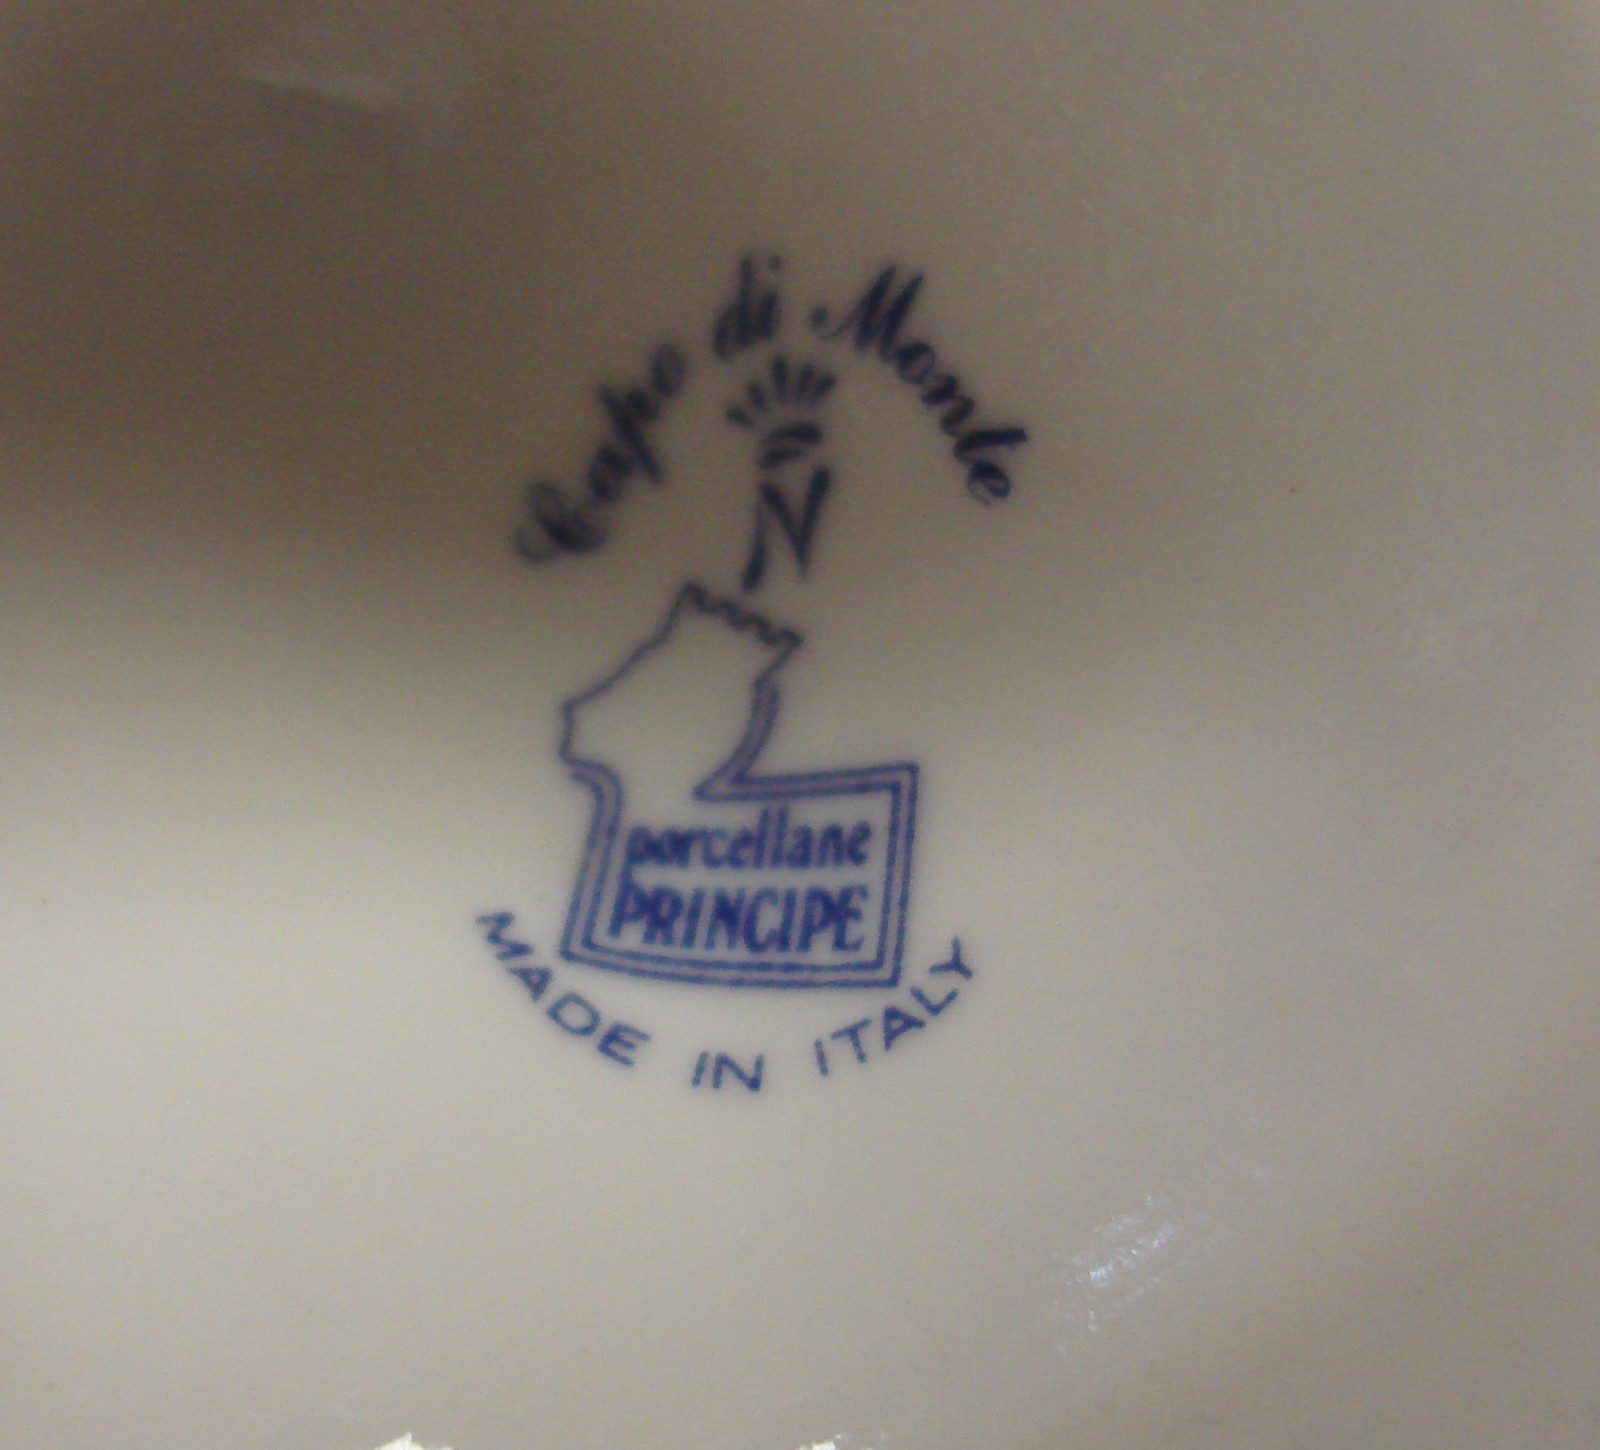 Capo di Monte
N
porcellane
PRINCIPE
MADE IN ITALY